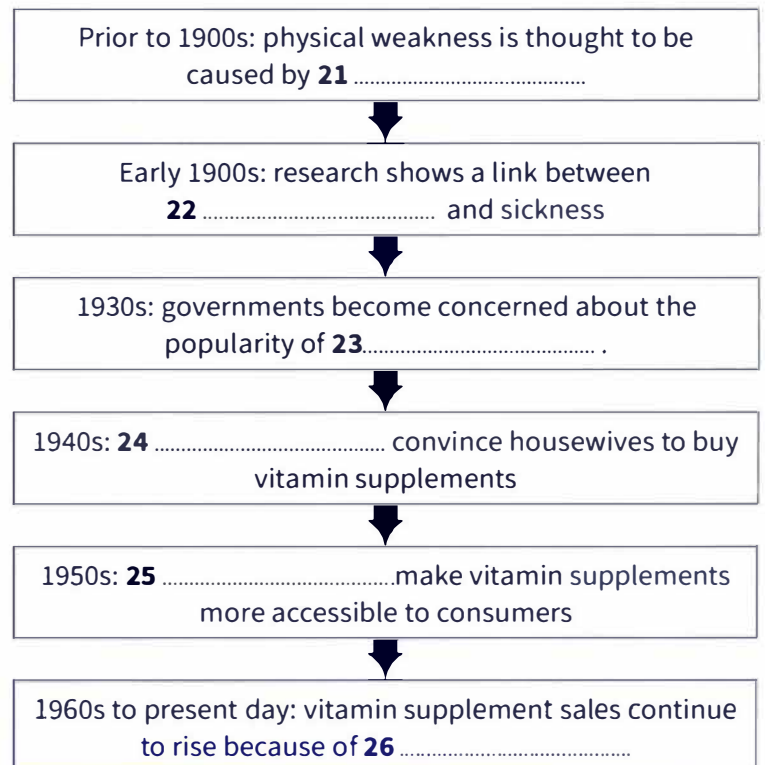 Prior to 1900s: physical weakness is thought to be
caused by 21 ............................................
Early 1900s: research shows a link between
22 ............................................ and sickness
1930s: governments become concerned about the
popularity of 23............................................ .
1940s: 24 ............................................ convince housewives to buy
vitamin supplements
1950s: 25 ............................................make vitamin supplements
more accessible to consumers
1960s to present day: vitamin supplement sales continue
to rise because of 26 ............................................